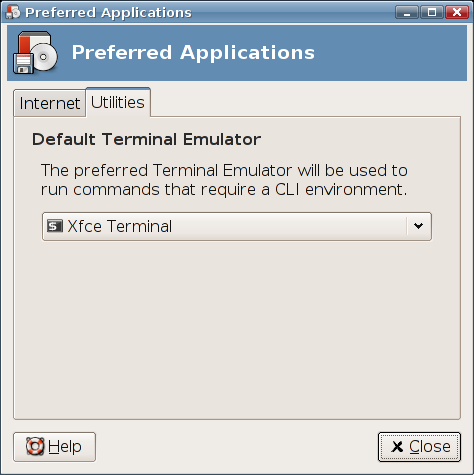 Preferred Applications
Preferred Applications
Internet Utilities
Default Terminal Emulator
The preferred Terminal Emulator will be used to
run commands that require a CLI environment.
Xfce Terminal
Help Close